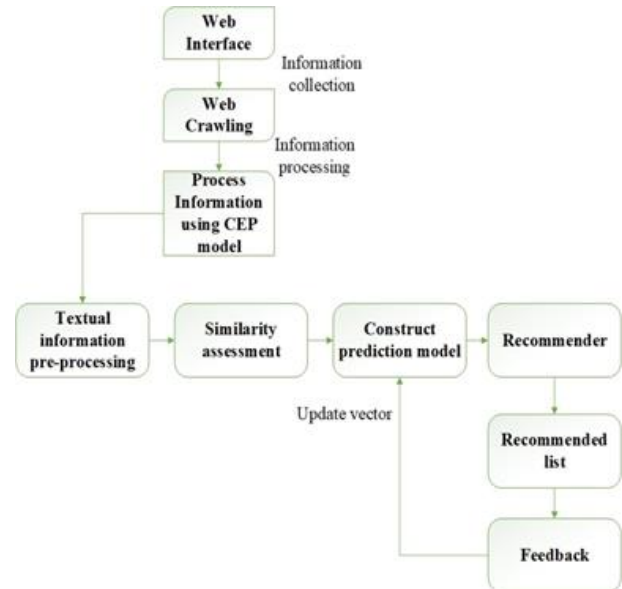 Web
Interface
Information
collection
Web
Crawling
Information
processing
Process
Information
using CEP
model
Textual
information
pre-processing
Similarity
assessment
Construct
prediction model
Recommender
Update vector
Recommended
list
Feedback